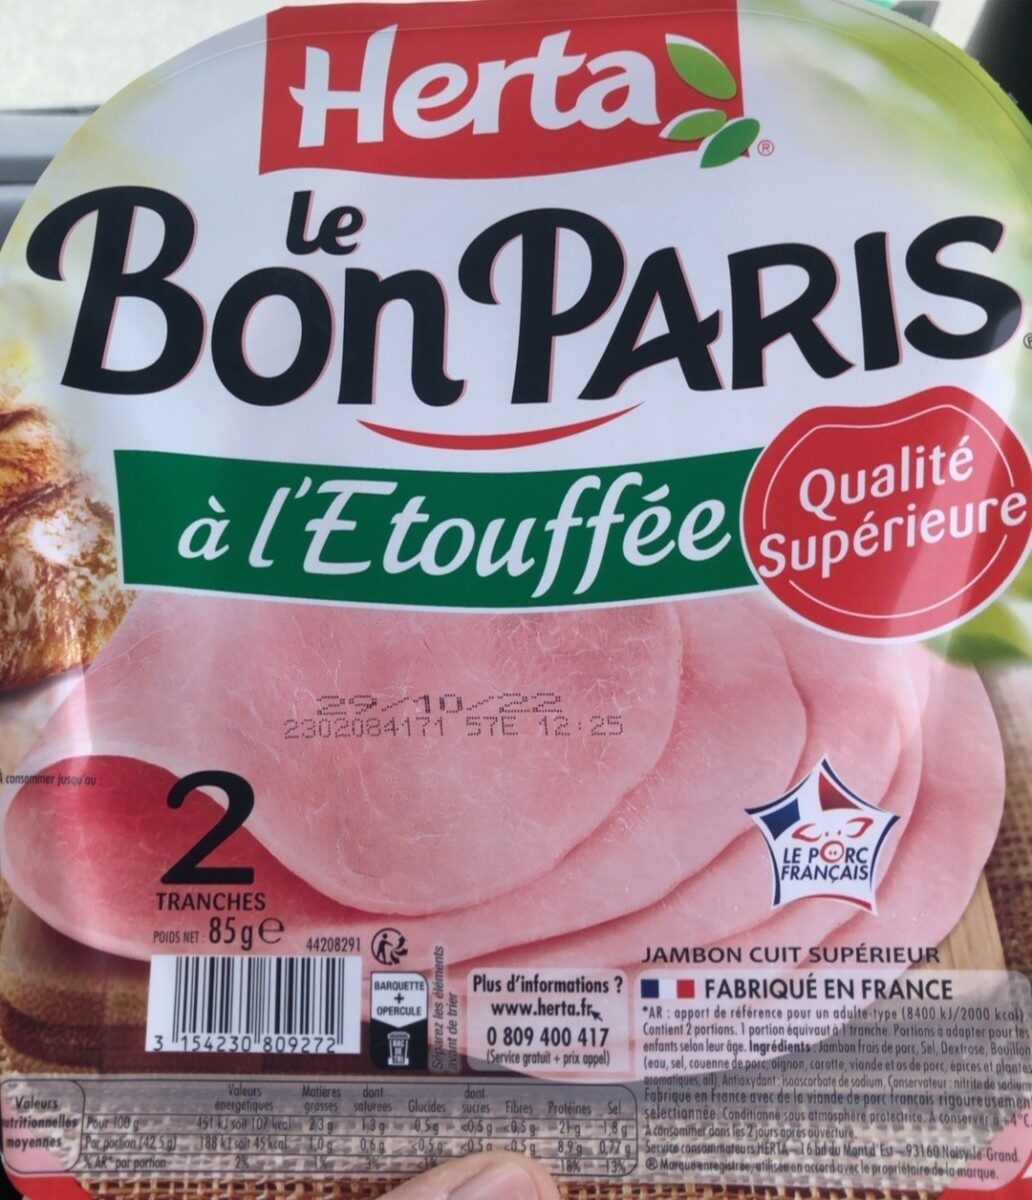 Herta
®
le
Bon PARIS
®
à l'Etouffée
Qualité
Supérieure
29/10/22
2302084171 57E 12:25
À consommer jusqu'au :
2
TRANCHES
POIDS NET : 85g e
44208291
LE PORC
FRANÇAIS
BARQUETTE
+
OPERCULE
BAC
DE
TRI
Séparez les éléments
avant de trier
3 154230 809272
Plus d'informations ?
www.herta.fr
0 809 400 417
(Service gratuit + prix appel)
JAMBON CUIT SUPÉRIEUR
FABRIQUÉ EN FRANCE
*AR : apport de référence pour un adulte-type (8400 kJ/2000 kcal).
Contient 2 portions. 1 portion équivaut à 1 tranche. Portions à adapter pour les
enfants selon leur âge. Ingrédients : Jambon frais de porc, Sel, Dextrose, Bouillon
(eau, sel, couenne de porc, oignon, carotte, viande et os de porc, épices et plantes
aromatiques, ail), Antioxydant : isoascorbate de sodium, Conservateur : nitrite de sodium.
Fabriqué en France avec de la viande de porc français rigoureusement
sélectionnée. Conditionné sous atmosphère protectrice. A conserver à +4°C.
A consommer dans les 2 jours après ouverture.
Service consommateurs HERTA - 16 bd du Mont d'Est - 93160 Noisy-le-Grand.
® Marque enregistrée, utilisée en accord avec le propriétaire de la marque.
Valeurs nutritionnelles moyennes Valeurs énergétiques Matières grasses dont saturées Glucides dont sucres Fibres Protéines Sel
Pour 100 g 451 kJ soit 107 kcal 2,3 g 1,3 g 0,5 g <0,5 g <0,5 g 21 g 1,8 g
Par portion (42.5 g) 188 kJ soit 45 kcal 1,0 g 0,6 g <0,5 g <0,5 g <0,5 g 8,9 g 0,77 g
% AR* par portion 2% 1% 3% 18% 13%